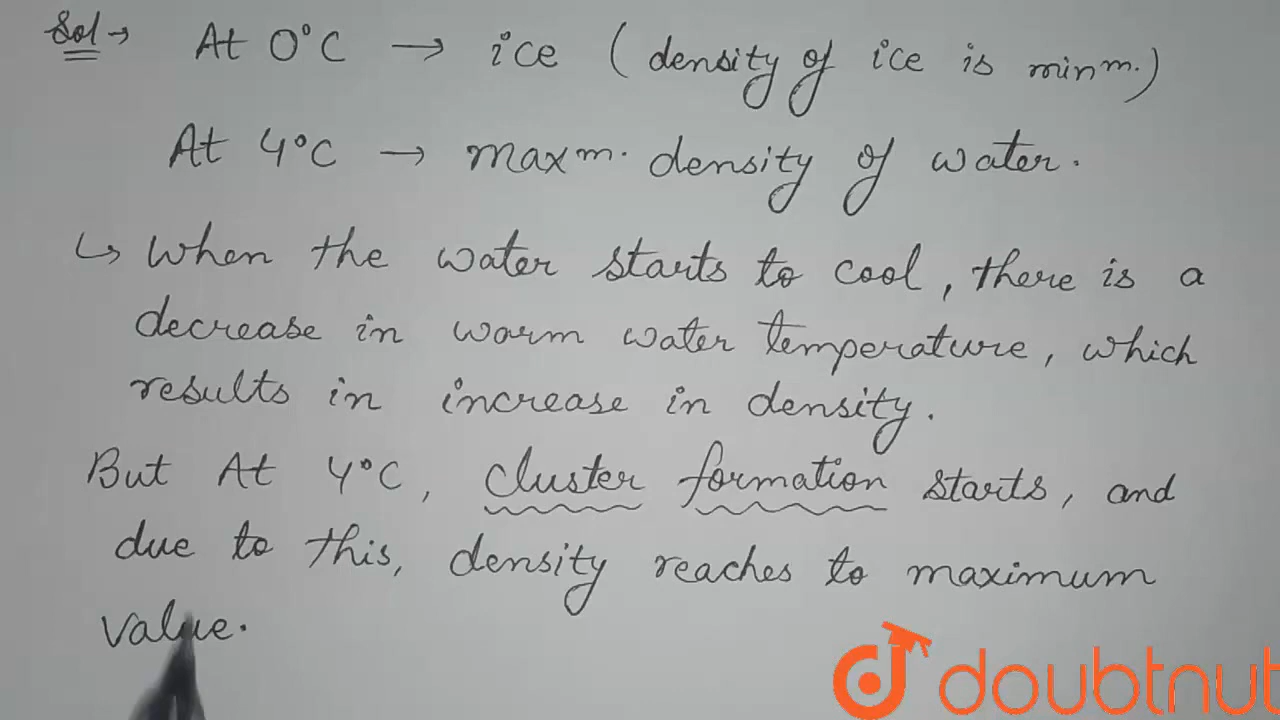 Sol → At 0°C → ice (density of ice is minm.)
At 4°C → maxm. density of water.
↳ When the water starts to cool, there is a
decrease in warm water temperature, which
results in increase in density.
But At 4°C, cluster formation starts, and
due to this, density reaches to maximum
value.
doubtnut